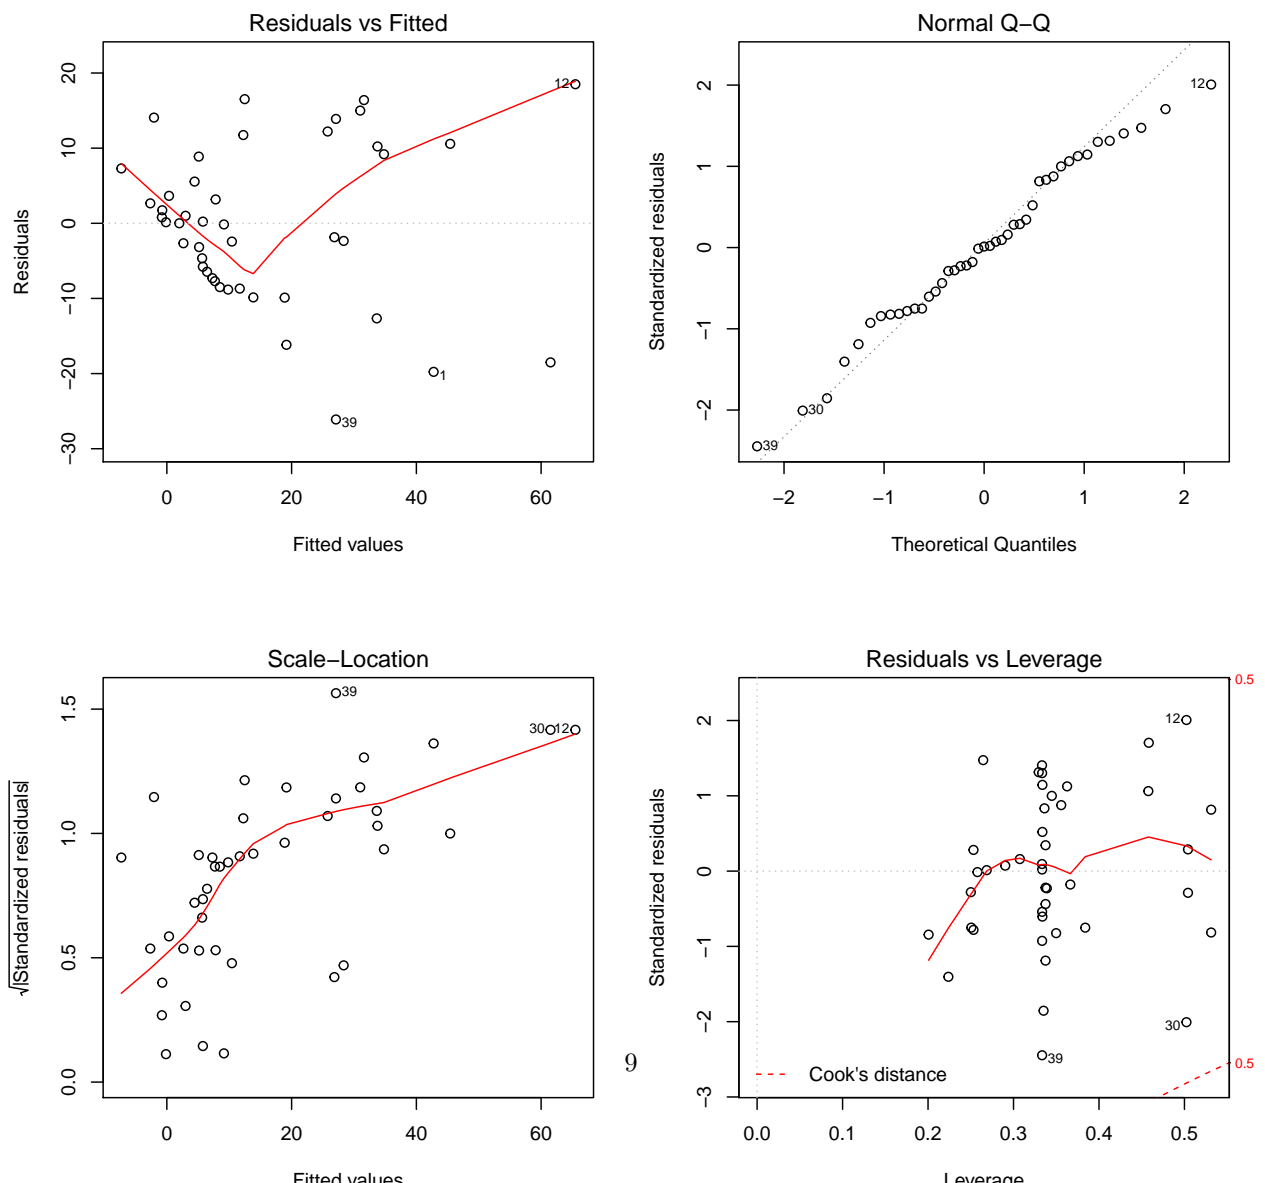 Residuals vs Fitted
20
10
0
−10
−20
−30
Residuals
12
1
39
0 20 40 60
Fitted values
Normal Q−Q
2
1
0
−1
−2
Standardized residuals
12
30
39
−2 −1 0 1 2
Theoretical Quantiles
Scale−Location
1.5
1.0
0.5
0.0
√|Standardized residuals|
39
30 12
0 20 40 60
Fitted values
9
Residuals vs Leverage
2
1
0
−1
−2
−3
Standardized residuals
0.5
12
30
39
0.5
Cook's distance
0.0 0.1 0.2 0.3 0.4 0.5
Leverage